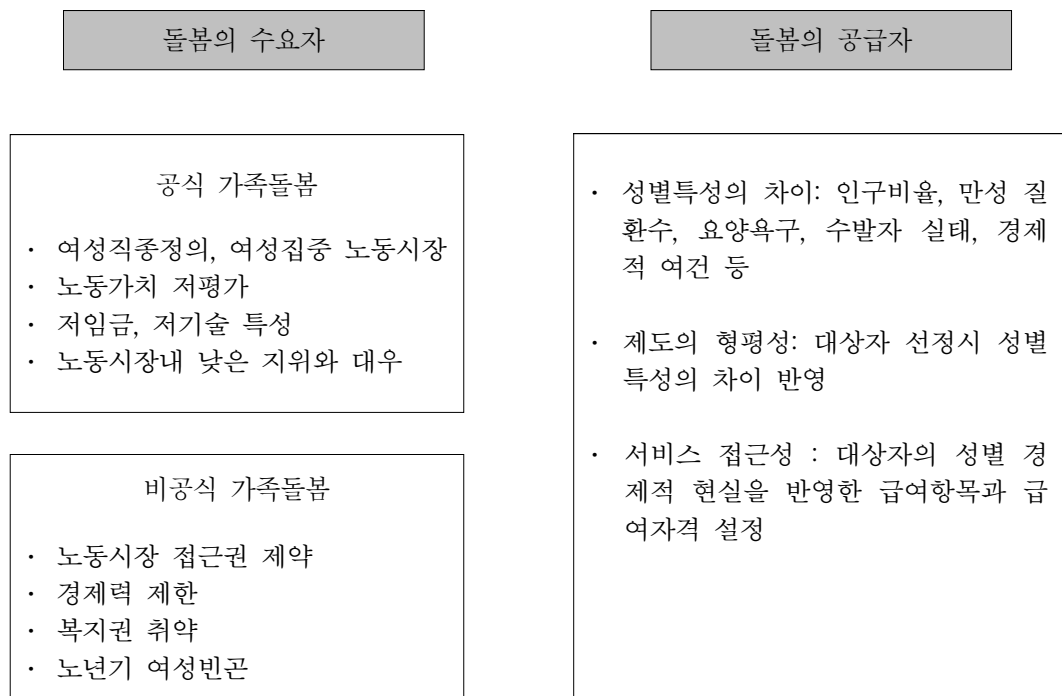 돌봄의 수요자
돌봄의 공급자
공식 가족돌봄
· 여성직종정의, 여성집중 노동시장
· 노동가치 저평가
· 저임금, 저기술 특성
· 노동시장내 낮은 지위와 대우
비공식 가족돌봄
· 노동시장 접근권 제약
· 경제력 제한
· 복지권 취약
· 노년기 여성빈곤
· 성별특성의 차이: 인구비율, 만성 질
환수, 요양욕구, 수발자 실태, 경제
적 여건 등
· 제도의 형평성: 대상자 선정시 성별
특성의 차이 반영
· 서비스 접근성 : 대상자의 성별 경
제적 현실을 반영한 급여항목과 급
여자격 설정